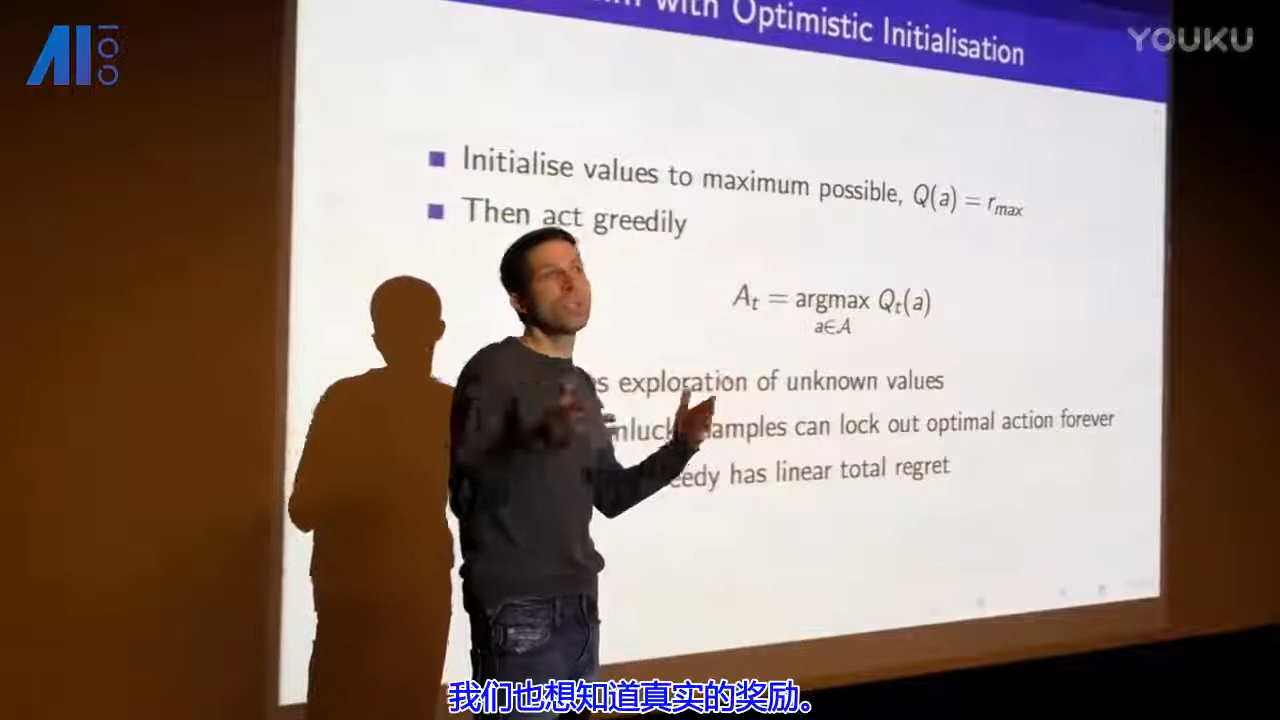 AI
100
YOUKU
with Optimistic Initialisation
Initialise values to maximum possible, Q(a) = r_max
Then act greedily
A_t = argmax Q_t(a)
a∈A
exploration of unknown values
can lock out optimal action forever
has linear total regret
我们也想知道真实的奖励。